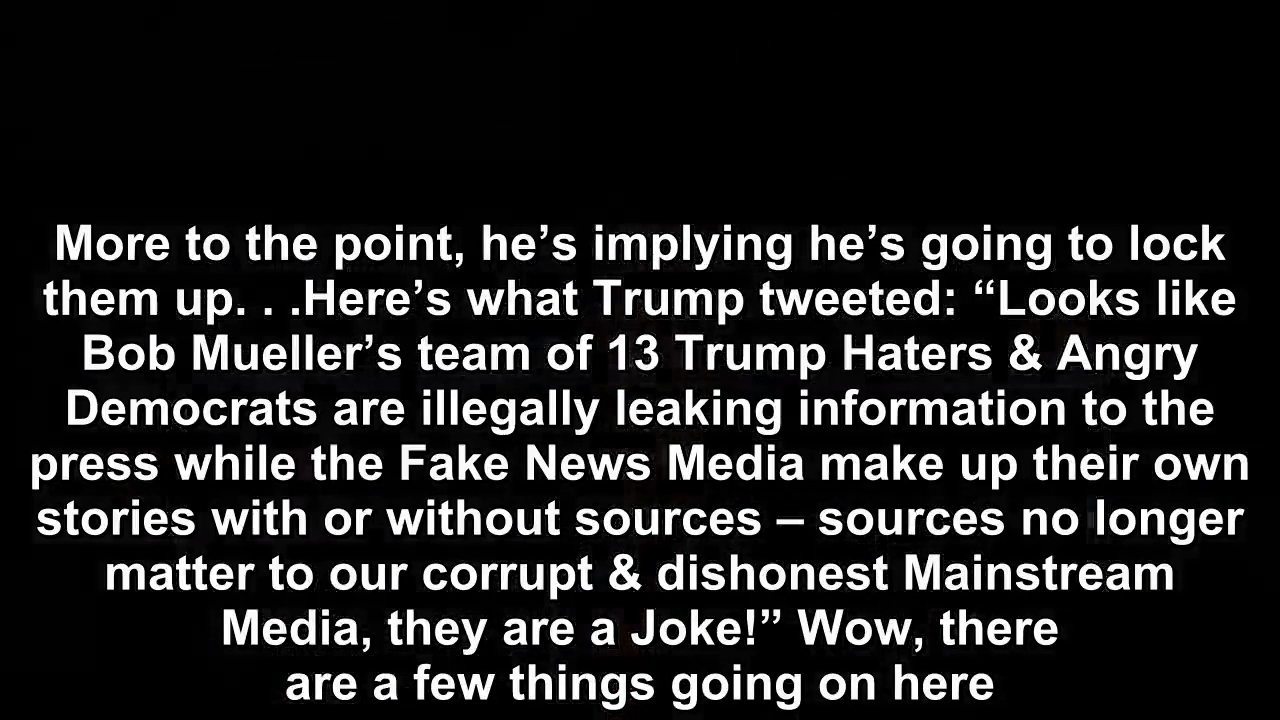 More to the point, he’s implying he’s going to lock
them up. . .Here’s what Trump tweeted: “Looks like
Bob Mueller’s team of 13 Trump Haters & Angry
Democrats are illegally leaking information to the
press while the Fake News Media make up their own
stories with or without sources – sources no longer
matter to our corrupt & dishonest Mainstream
Media, they are a Joke!” Wow, there
are a few things going on here